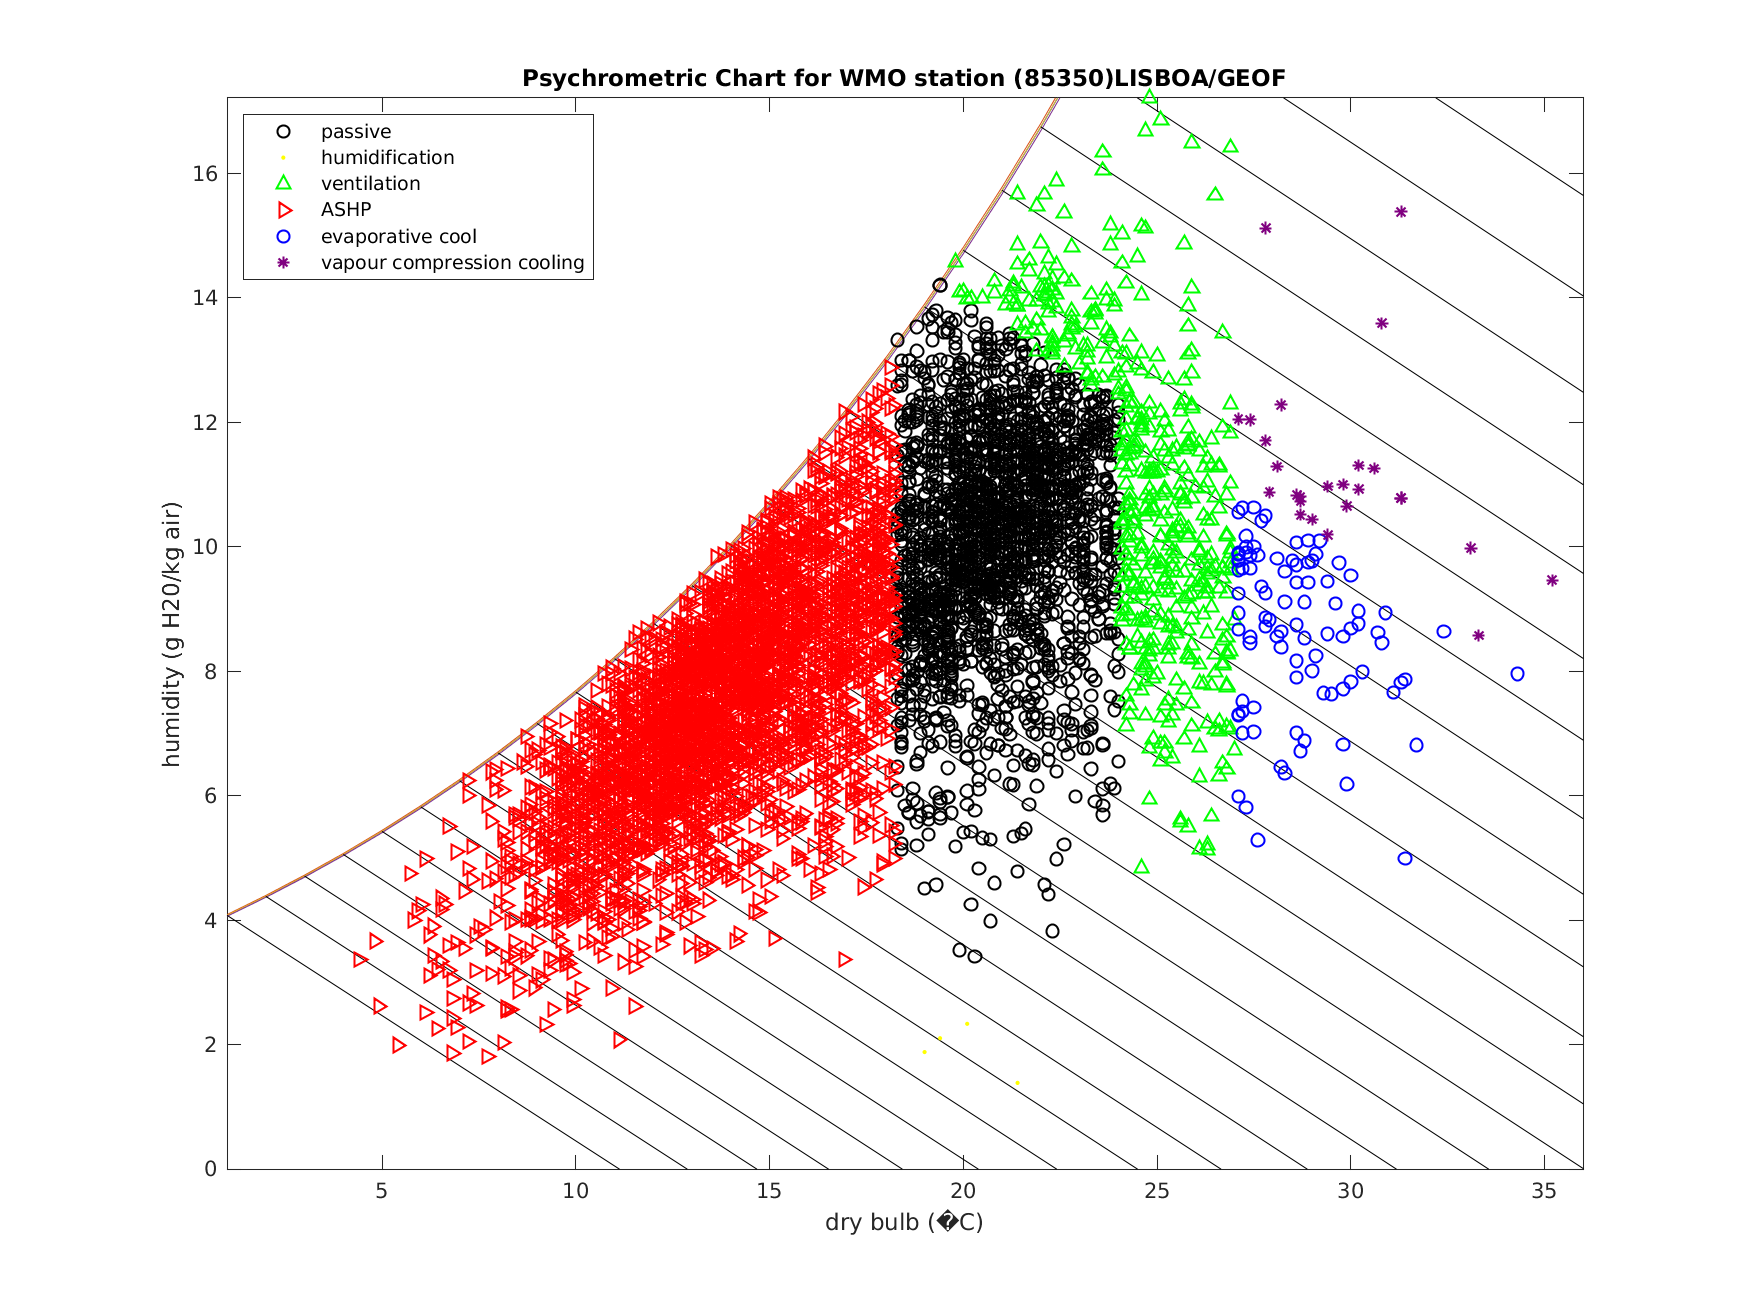 Psychrometric Chart for WMO station (85350)LISBOA/GEOF
passive
humidification
ventilation
ASHP
evaporative cool
vapour compression cooling
humidity (g H20/kg air)
16
14
12
10
8
6
4
2
0
5 10 15 20 25 30 35
dry bulb (�C)